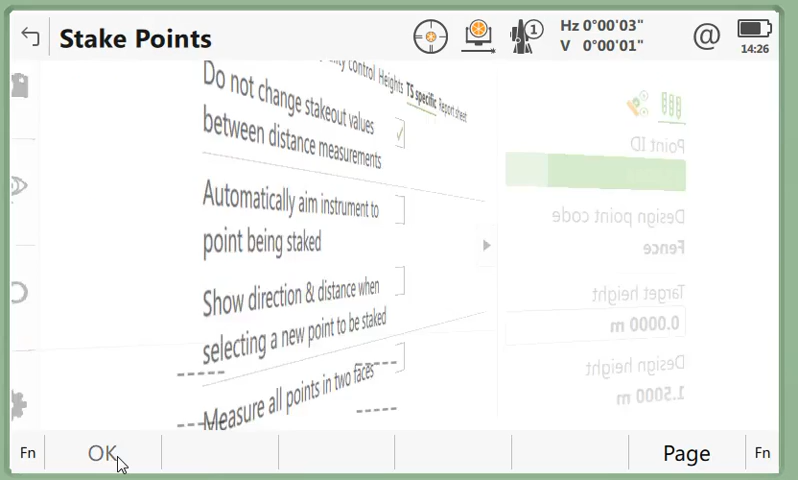 Stake Points
1
Hz 0°00'03"
V 0°00'01"
@
14:26
Heights TS specific Report sheet
Do not change stakeout values
between distance measurements
Automatically aim instrument to
point being staked
Show direction & distance when
selecting a new point to be staked
Measure all points in two faces
Point ID
Design point code
Fence
Target height
0.0000 m
Design height
1.5000 m
Fn
OK
Page
Fn